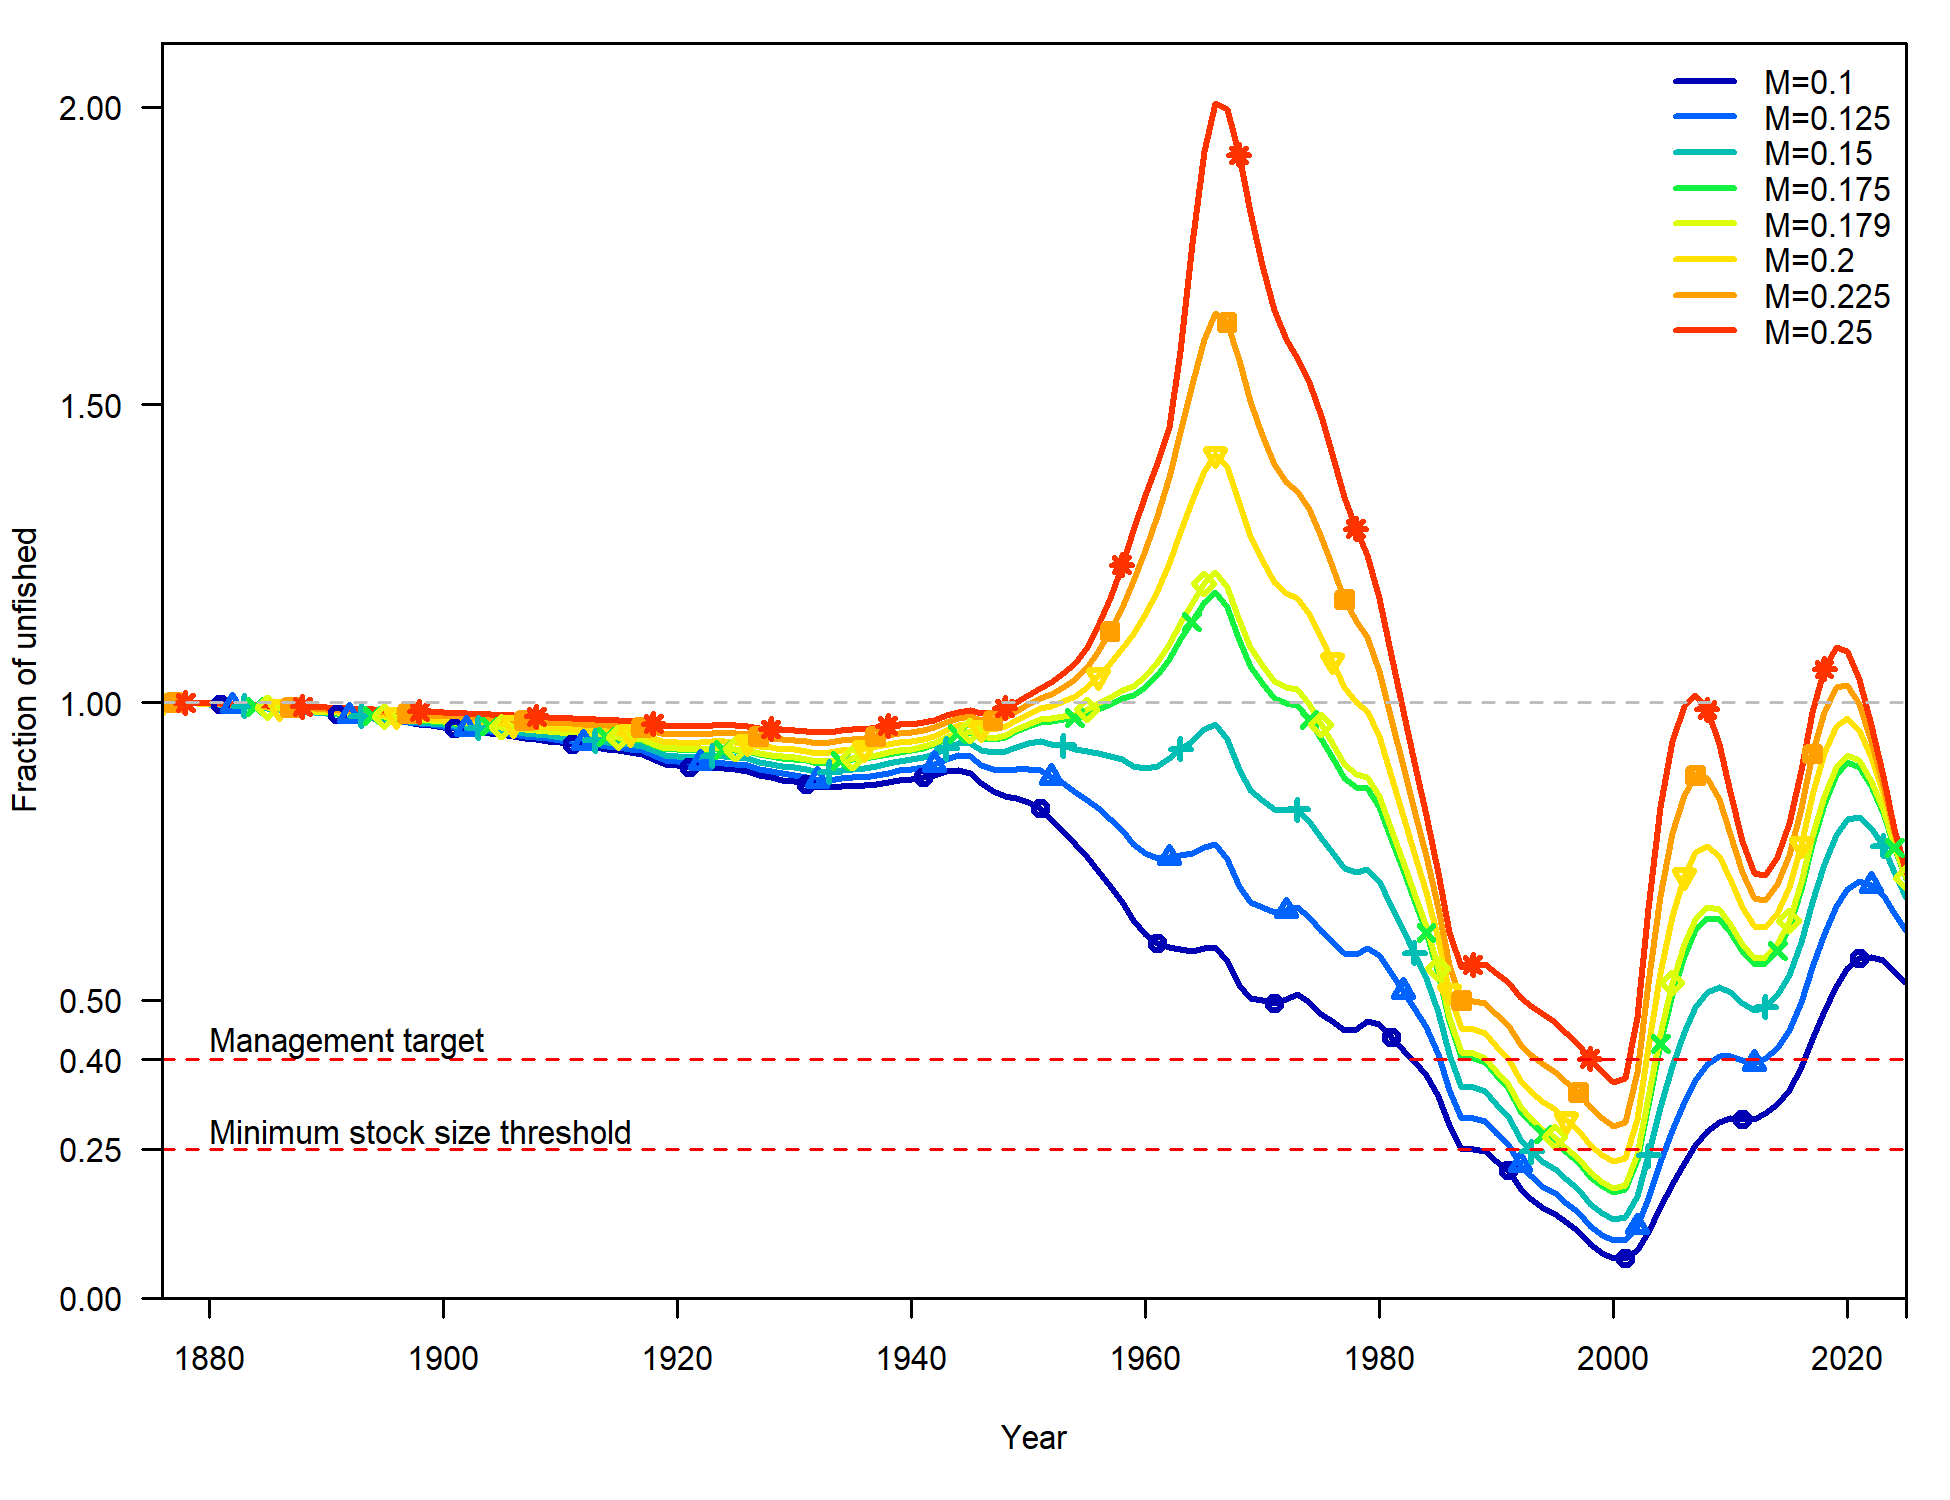 2.00
1.50
1.00
0.50
0.40
0.25
0.00
Fraction of unfished
M=0.1
M=0.125
M=0.15
M=0.175
M=0.179
M=0.2
M=0.225
M=0.25
Management target
Minimum stock size threshold
1880 1900 1920 1940 1960 1980 2000 2020
Year